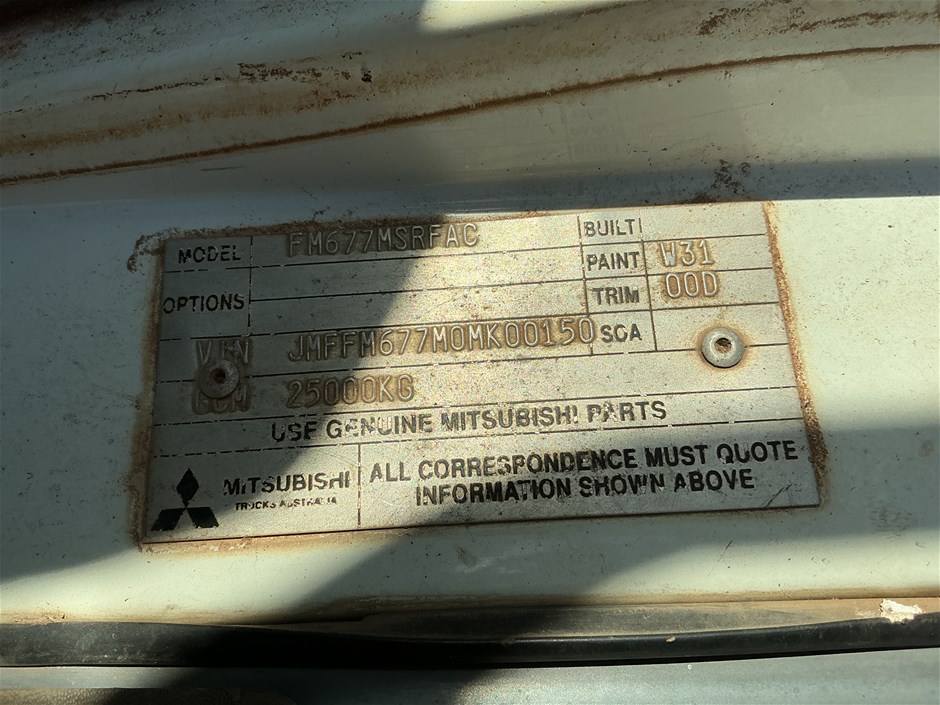 MODEL FM677MSRFAC BUILT
PAINT W31
OPTIONS TRIM 00D
VIN JMFFM677M0MK00150 SGA
GCM 25000KG
USE GENUINE MITSUBISHI PARTS
MITSUBISHI
TRUCKS AUSTRALIA
ALL CORRESPONDENCE MUST QUOTE
INFORMATION SHOWN ABOVE